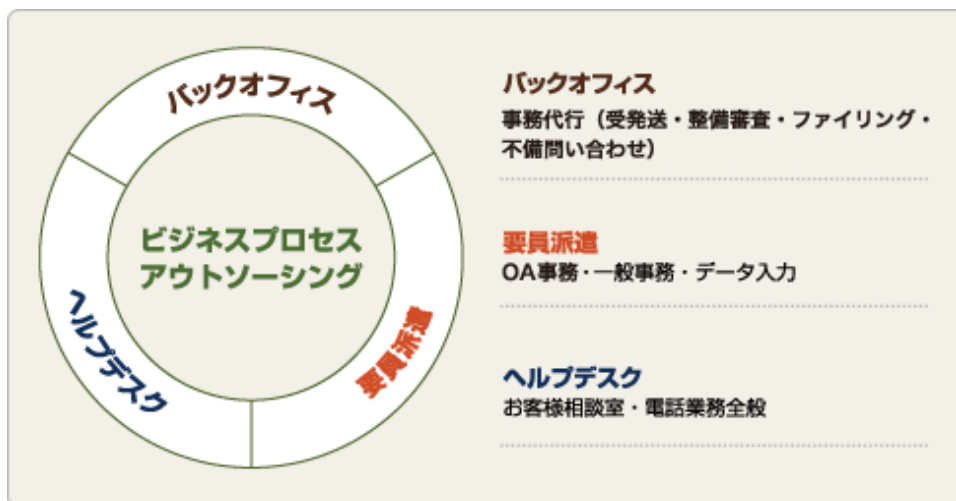 バックオフィス
ビジネスプロセス
アウトソーシング
ヘルプデスク
要員派遣
バックオフィス
事務代行（受発送・整備審査・ファイリング・
不備問い合わせ）
要員派遣
OA事務・一般事務・データ入力
ヘルプデスク
お客様相談室・電話業務全般